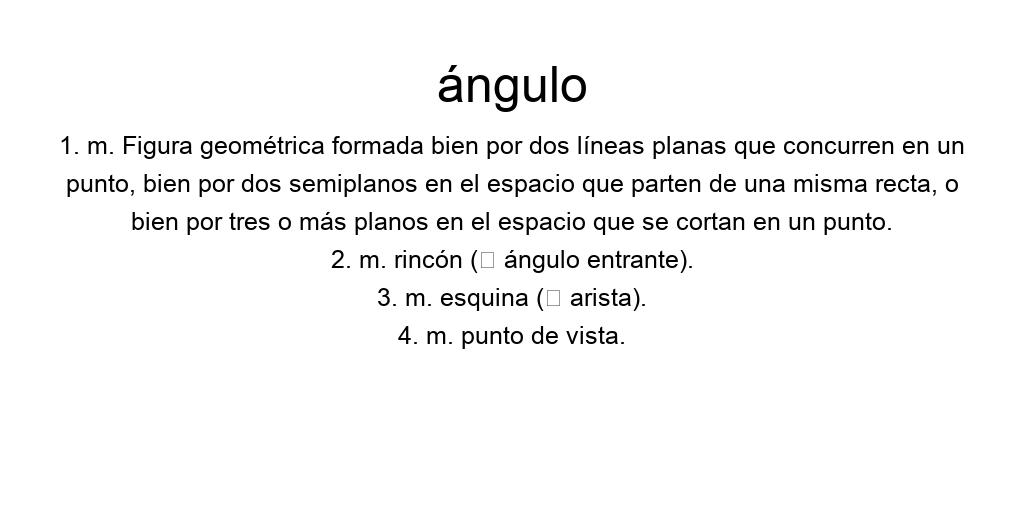 ángulo
1. m. Figura geométrica formada bien por dos líneas planas que concurren en un
punto, bien por dos semiplanos en el espacio que parten de una misma recta, o
bien por tres o más planos en el espacio que se cortan en un punto.
2. m. rincón (□ ángulo entrante).
3. m. esquina (□ arista).
4. m. punto de vista.